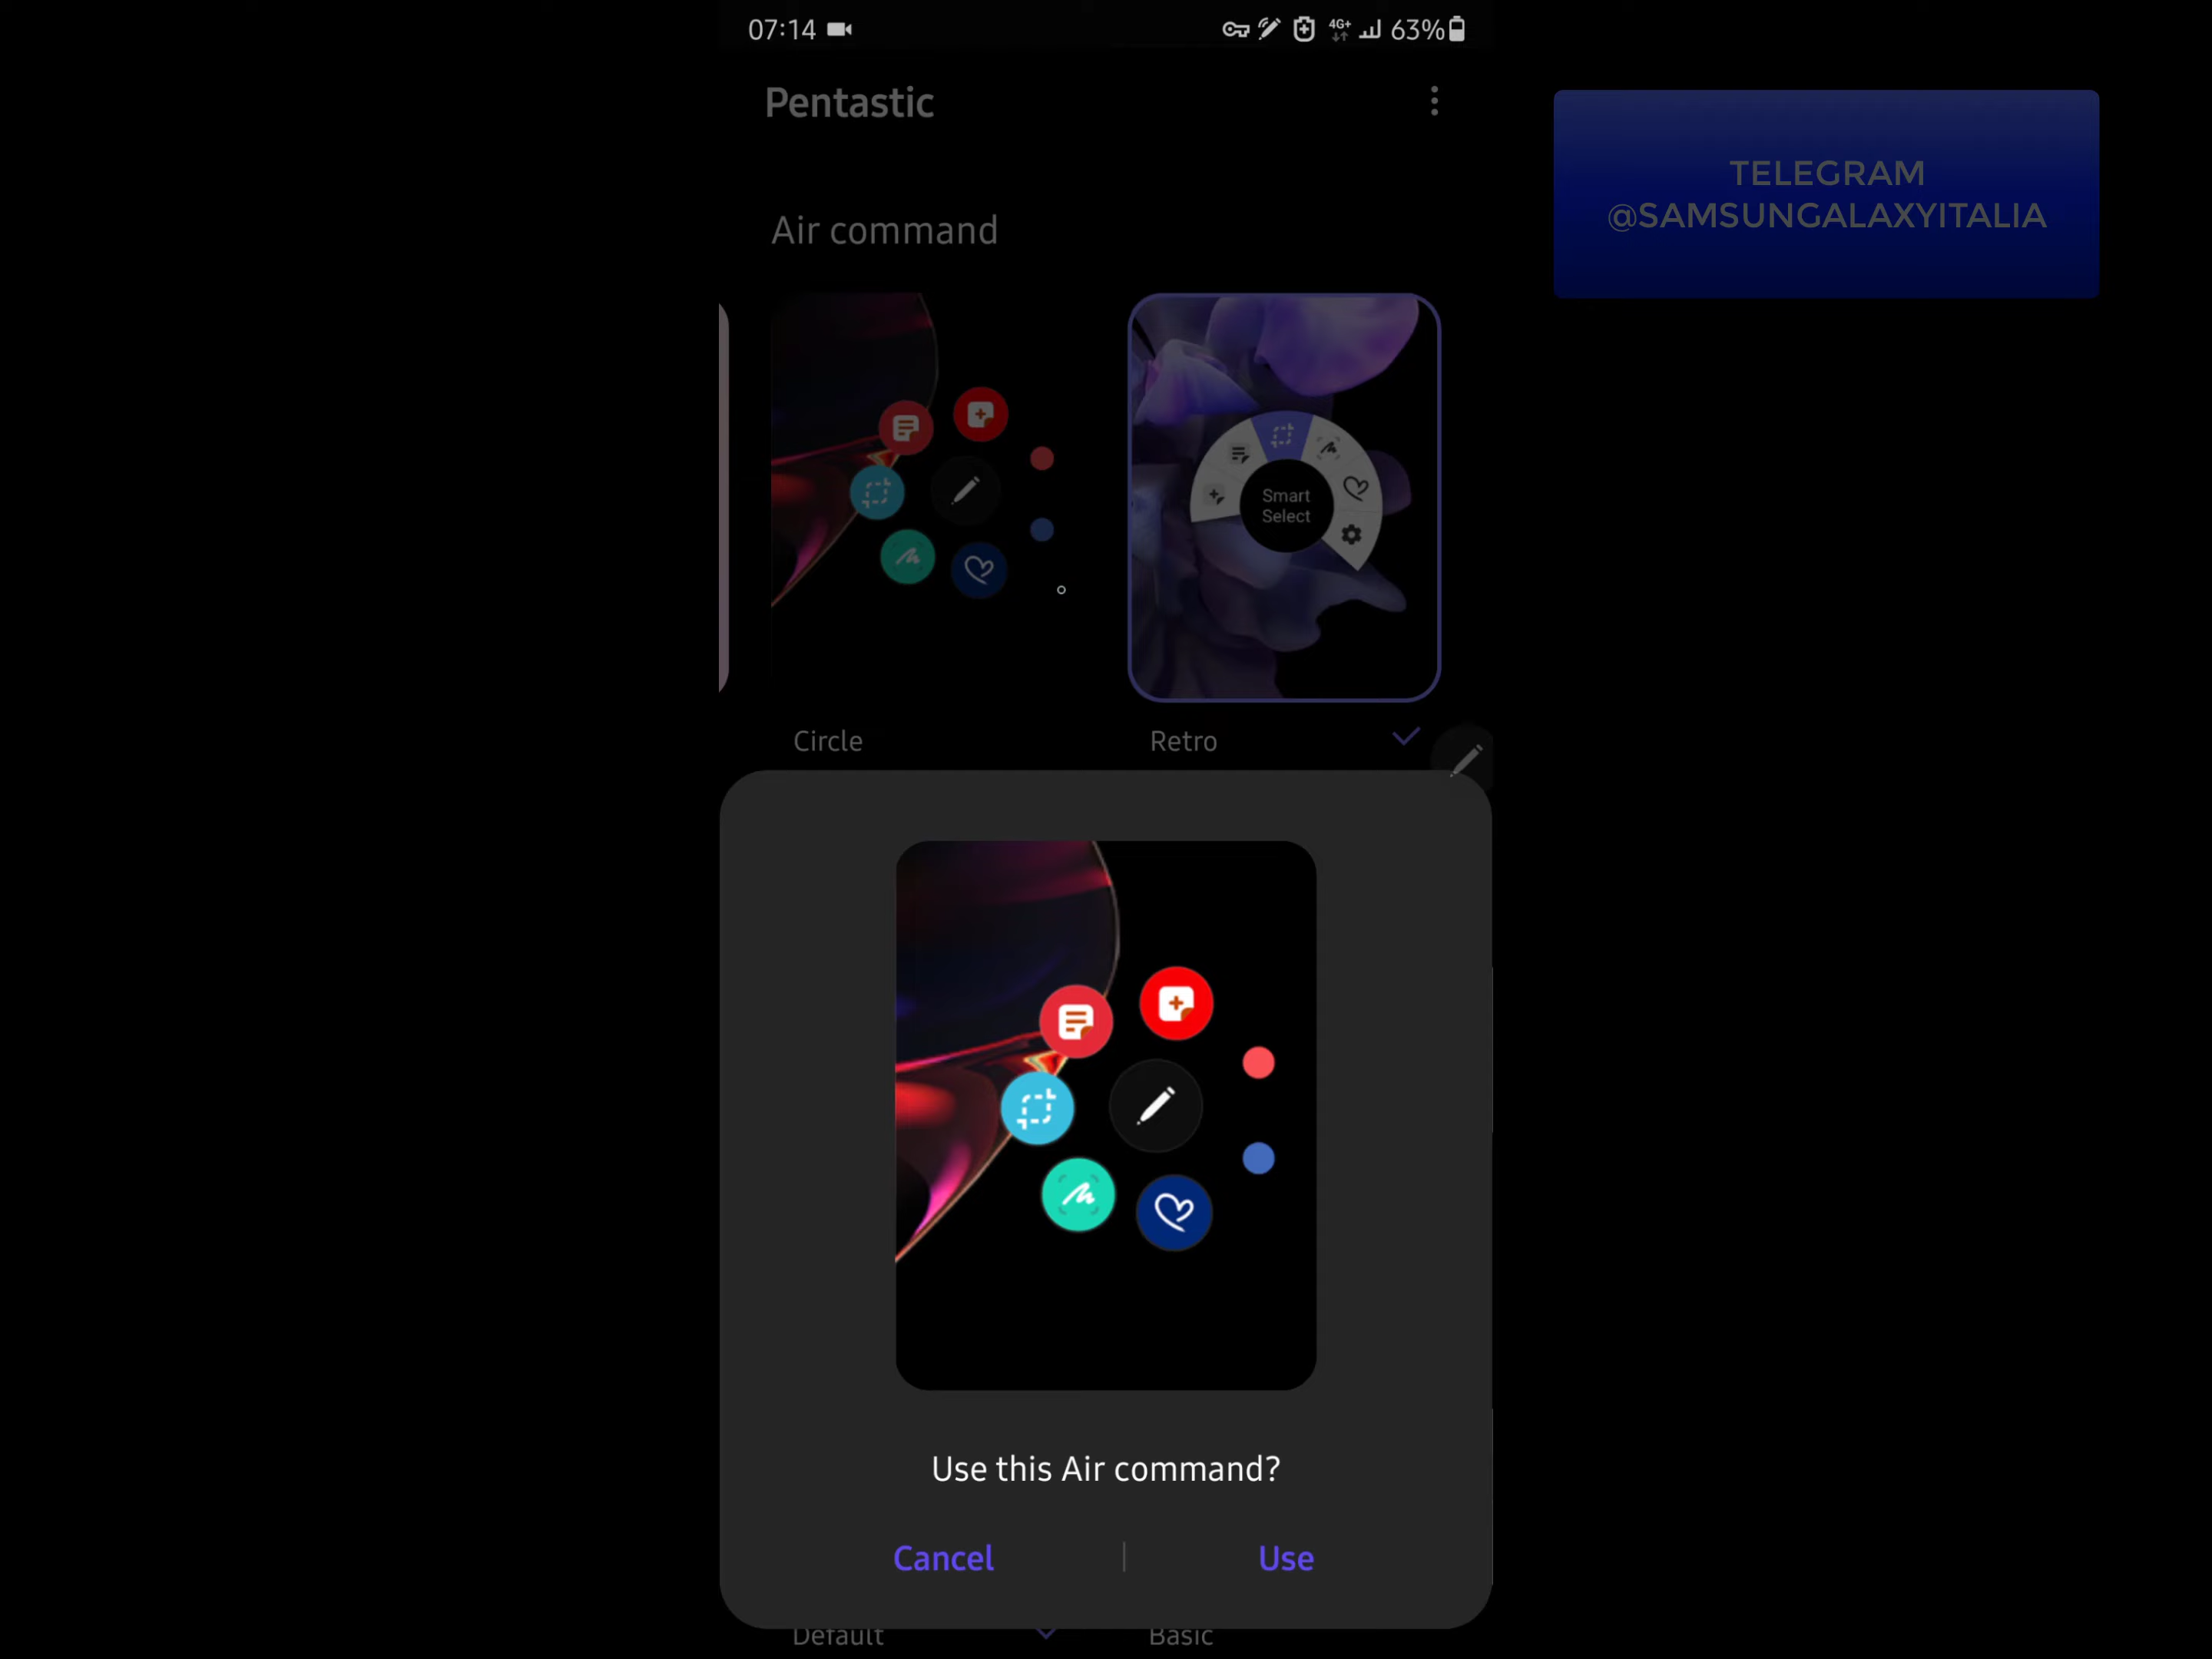 07:14
4G+
63%
Pentastic
TELEGRAM
@SAMSUNGALAXYITALIA
Air command
Smart
Select
Circle
Retro
Use this Air command?
Cancel
Use
Default
Basic